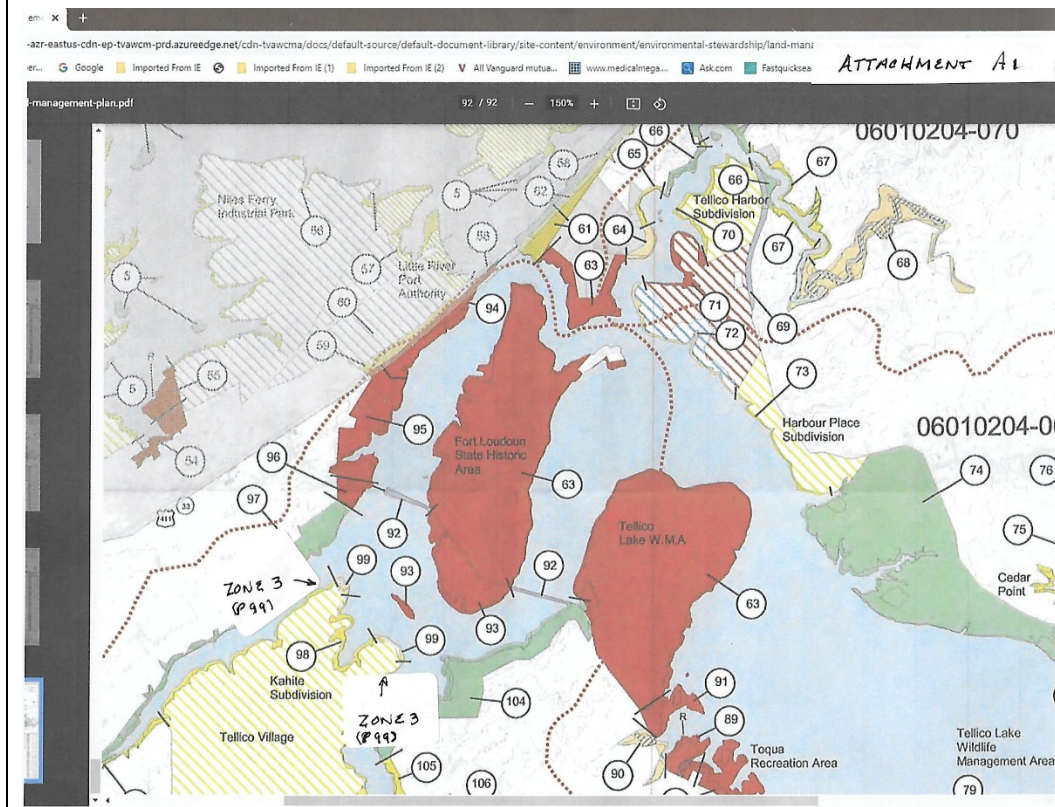 eme × +
-azr-eastus-cdn-ep-tvawcm-prd.azureedge.net/cdn-tvawcma/docs/default-source/default-document-library/site-content/environment/environmental-stewardship/land-mana
er... Google Imported From IE Imported From IE (1) Imported From IE (2) All Vanguard mutua... www.medicalmega.... Ask.com Fastquicksea
ATTACHMENT A1
l-management-plan.pdf 92 / 92 − 150% +
06010204-070
66
65
58
5
62
66
67
Niles Ferry
Industrial Park
Tellico Harbor
Subdivision
56
58
61
64
70
67
68
57
Little River
Port
Authority
63
5
60
94
71
69
59
72
R
55
5
73
95
Fort Loudoun
State Historic
Area
Harbour Place
Subdivision
06010204-0
54
96
63
74
76
411
33
97
92
Tellico
Lake W.M.A
75
99
93
92
ZONE 3
(P 99)
63
Cedar
Point
93
98
99
Kahite
Subdivision
104
91
ZONE 3
(P 99)
R
89
Tellico Village
Toqua
Recreation Area
Tellico Lake
Wildlife
Management Area
90
105
106
79